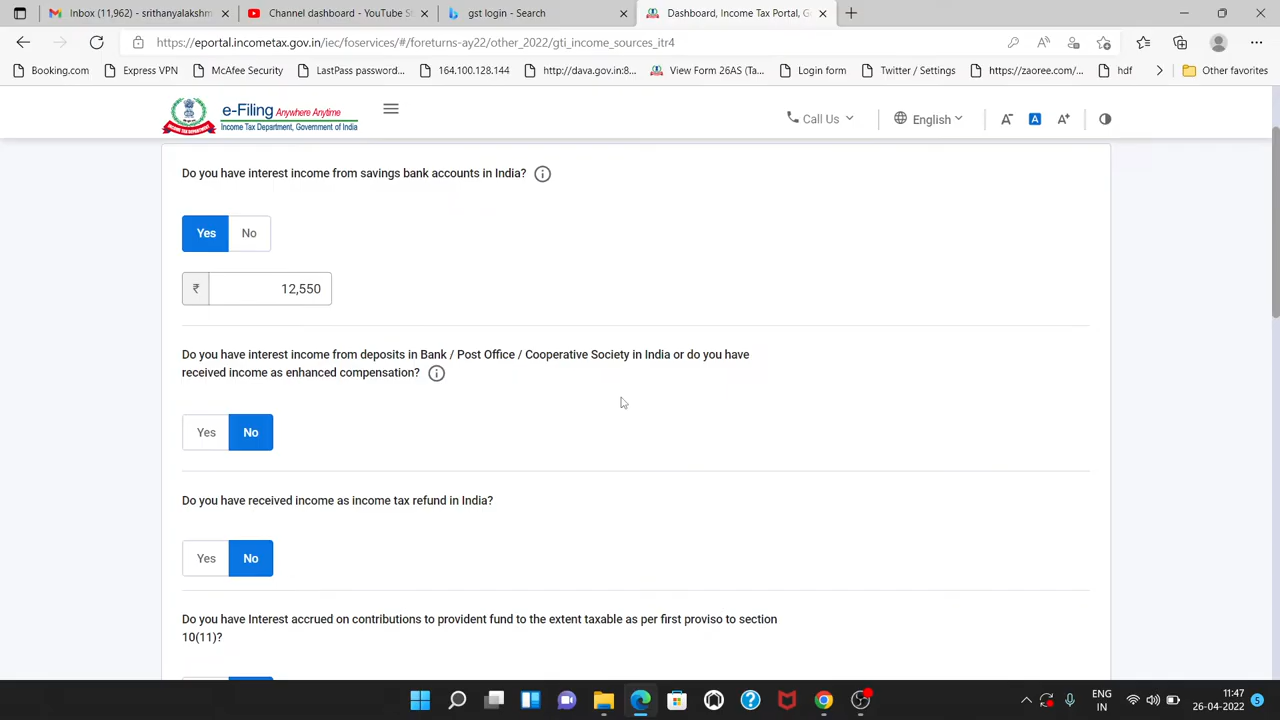 Inbox (11,962) - srithanyalakshm
Channel dashboard - YouTube S
gst login - Search
Dashboard, Income Tax Portal, G
https://eportal.incometax.gov.in/iec/foservices/#/foreturns-ay22/other_2022/gti_income_sources_itr4
Booking.com
Express VPN
McAfee Security
LastPass password...
164.100.128.144
http://dava.gov.in:8...
View Form 26AS (Ta...
Login form
Twitter / Settings
https://zaoree.com/...
hdf
Other favorites
e-Filing Anywhere Anytime
Income Tax Department, Government of India
Call Us
English
A-
A
A+
Do you have interest income from savings bank accounts in India?
Yes No
₹ 12,550
Do you have interest income from deposits in Bank / Post Office / Cooperative Society in India or do you have
received income as enhanced compensation?
Yes No
Do you have received income as income tax refund in India?
Yes No
Do you have Interest accrued on contributions to provident fund to the extent taxable as per first proviso to section
10(11)?
ENG
IN
11:47
26-04-2022
5